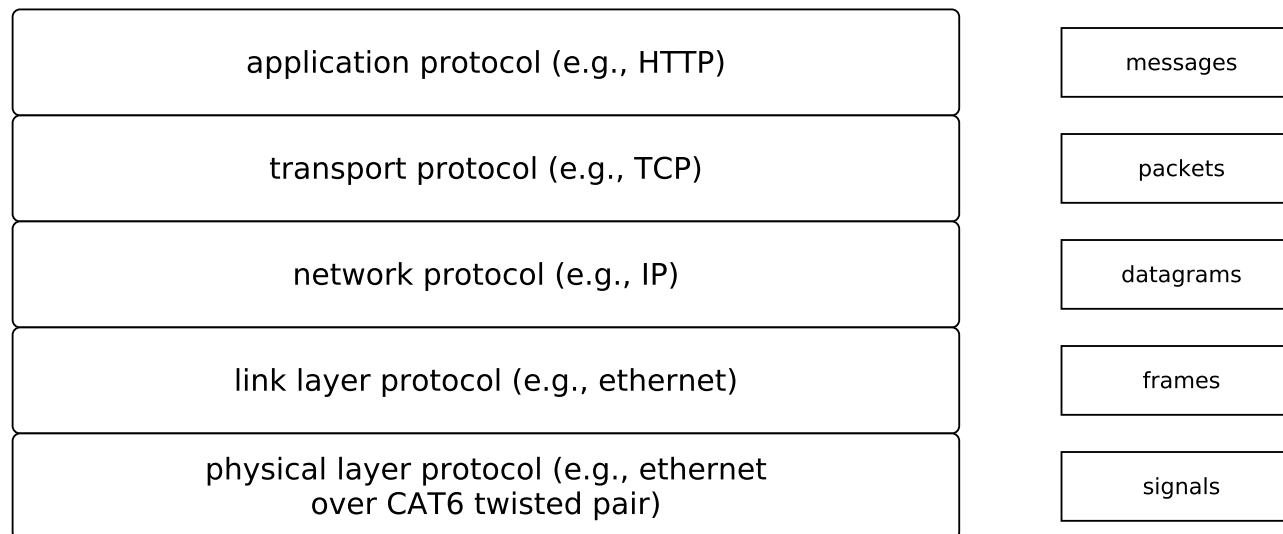 application protocol (e.g., HTTP)
messages
transport protocol (e.g., TCP)
packets
network protocol (e.g., IP)
datagrams
link layer protocol (e.g., ethernet)
frames
physical layer protocol (e.g., ethernet
over CAT6 twisted pair)
signals